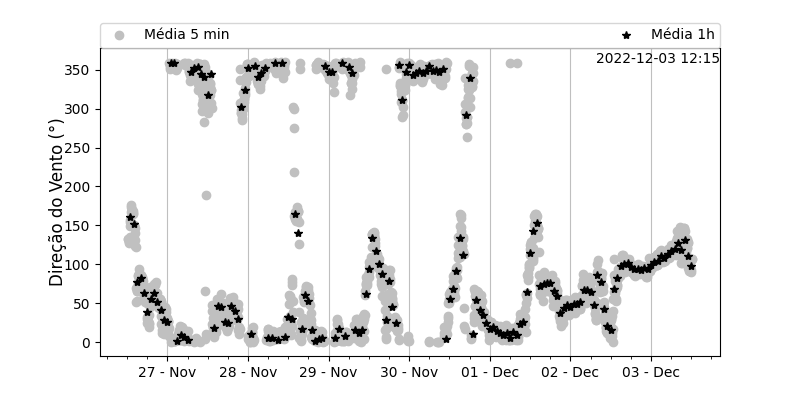 Média 5 min
Média 1h
2022-12-03 12:15
Direção do Vento (°)
350
300
250
200
150
100
50
0
27 - Nov
28 - Nov
29 - Nov
30 - Nov
01 - Dec
02 - Dec
03 - Dec